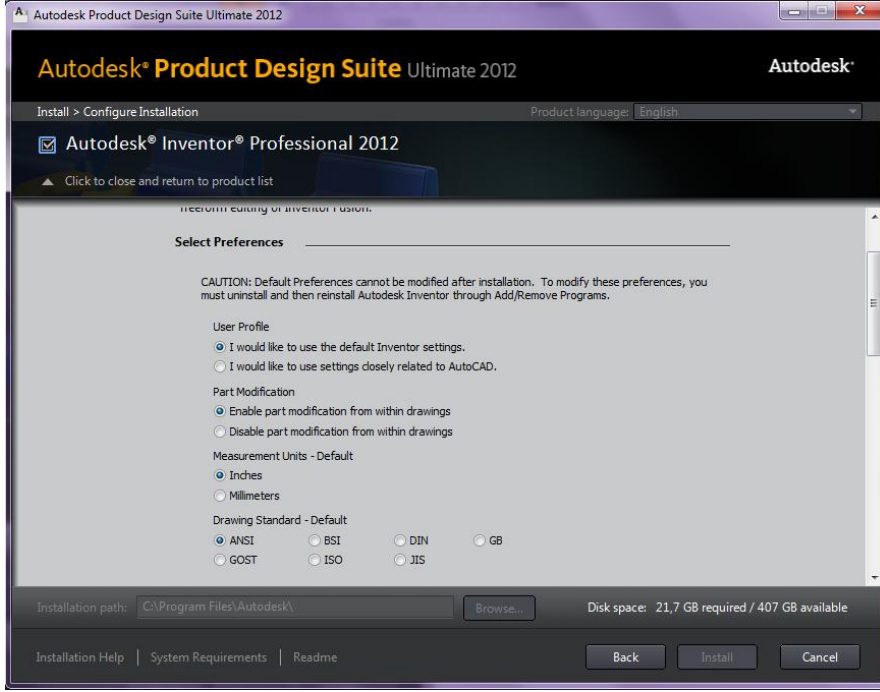 Autodesk Product Design Suite Ultimate 2012
Autodesk® Product Design Suite Ultimate 2012
Autodesk®
Install > Configure Installation
Product language: English
Autodesk® Inventor® Professional 2012
Click to close and return to product list
freeform editing of Inventor Fusion.
Select Preferences
CAUTION: Default Preferences cannot be modified after installation. To modify these preferences, you
must uninstall and then reinstall Autodesk Inventor through Add/Remove Programs.
User Profile
I would like to use the default Inventor settings.
I would like to use settings closely related to AutoCAD.
Part Modification
Enable part modification from within drawings
Disable part modification from within drawings
Measurement Units - Default
Inches
Millimeters
Drawing Standard - Default
ANSI BSI DIN GB
GOST ISO JIS
Installation path: C:\Program Files\Autodesk\ Browse... Disk space: 21,7 GB required / 407 GB available
Installation Help | System Requirements | Readme Back Install Cancel